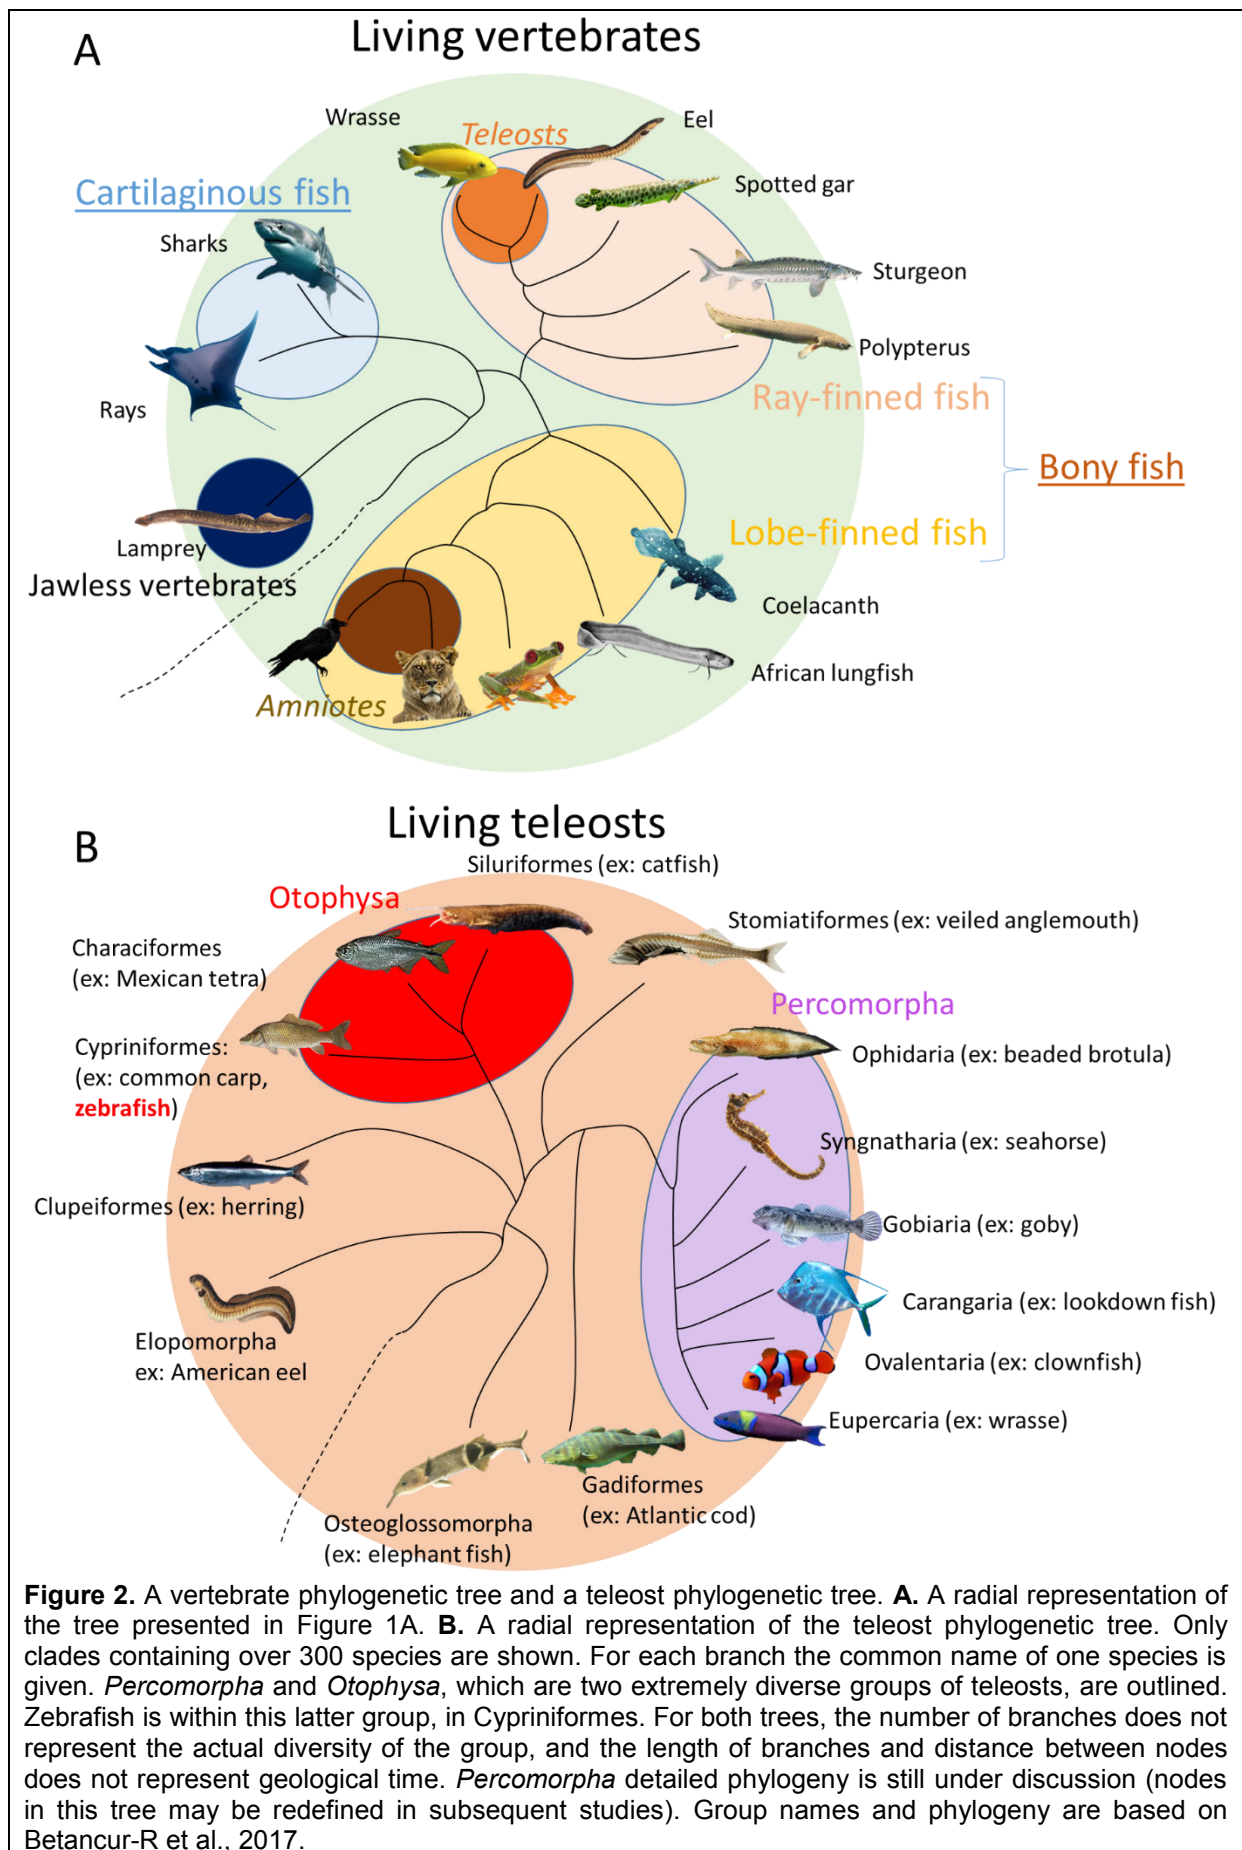 A
Living vertebrates
Wrasse
Teleosts
Eel
Cartilaginous fish
Spotted gar
Sharks
Sturgeon
Polypterus
Rays
Ray-finned fish
Bony fish
Lobe-finned fish
Lamprey
Jawless vertebrates
Coelacanth
African lungfish
Amniotes
B
Living teleosts
Siluriformes (ex: catfish)
Otophysa
Stomiatiformes (ex: veiled anglemouth)
Characiformes
(ex: Mexican tetra)
Percomorpha
Cypriniformes:
(ex: common carp,
zebrafish)
Ophidaria (ex: beaded brotula)
Syngnatharia (ex: seahorse)
Clupeiformes (ex: herring)
Gobiaria (ex: goby)
Carangaria (ex: lookdown fish)
Elopomorpha
ex: American eel
Ovalentaria (ex: clownfish)
Eupercaria (ex: wrasse)
Gadiformes
(ex: Atlantic cod)
Osteoglossomorpha
(ex: elephant fish)
Figure 2. A vertebrate phylogenetic tree and a teleost phylogenetic tree. A. A radial representation of
the tree presented in Figure 1A. B. A radial representation of the teleost phylogenetic tree. Only
clades containing over 300 species are shown. For each branch the common name of one species is
given. Percomorpha and Otophysa, which are two extremely diverse groups of teleosts, are outlined.
Zebrafish is within this latter group, in Cypriniformes. For both trees, the number of branches does not
represent the actual diversity of the group, and the length of branches and distance between nodes
does not represent geological time. Percomorpha detailed phylogeny is still under discussion (nodes
in this tree may be redefined in subsequent studies). Group names and phylogeny are based on
Betancur-R et al., 2017.